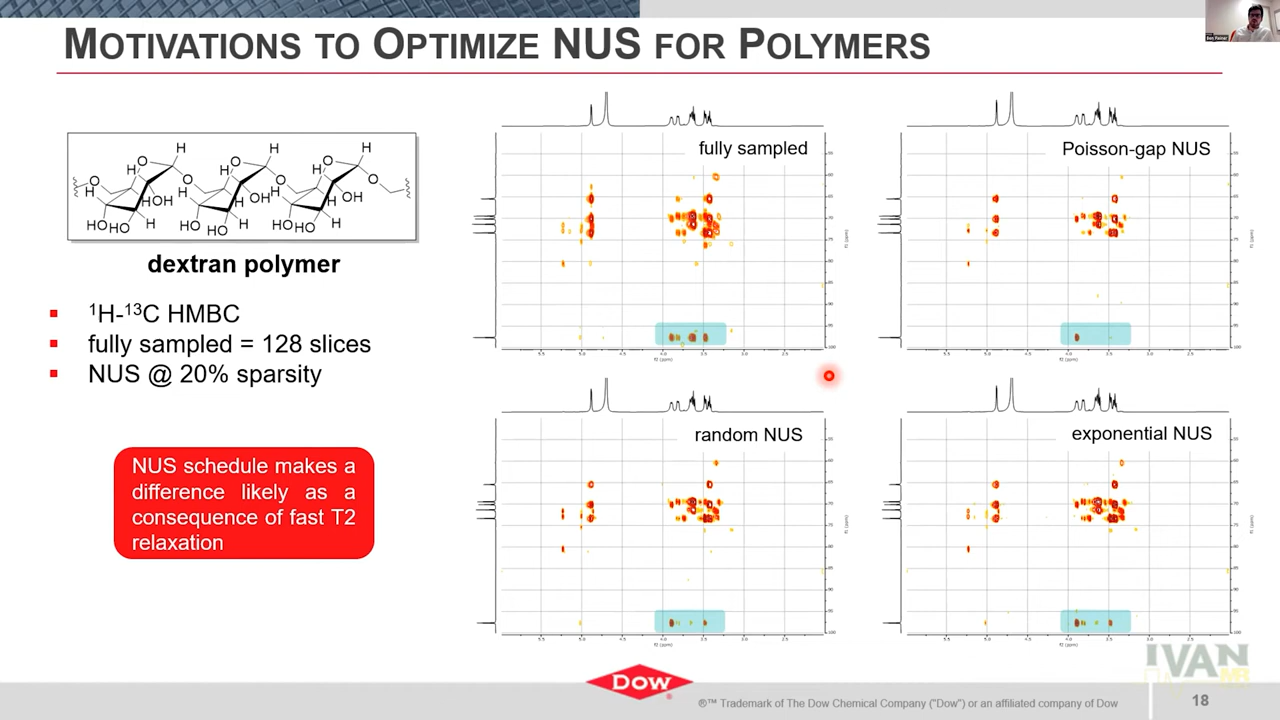 MOTIVATIONS TO OPTIMIZE NUS FOR POLYMERS
Ben Painer
dextran polymer
▪ ¹H-¹³C HMBC
▪ fully sampled = 128 slices
▪ NUS @ 20% sparsity
NUS schedule makes a
difference likely as a
consequence of fast T2
relaxation
fully sampled
Poisson-gap NUS
random NUS
exponential NUS
Dow
®™ Trademark of The Dow Chemical Company ("Dow") or an affiliated company of Dow
IVAN
18